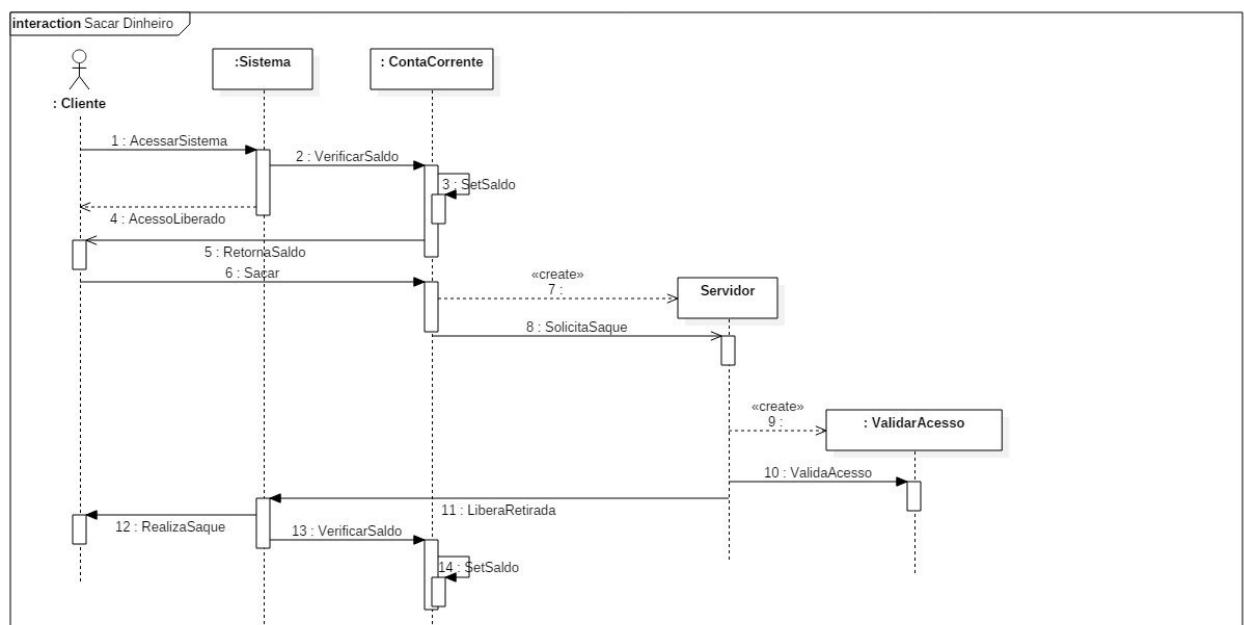 interaction Sacar Dinheiro
:Sistema
: ContaCorrente
: Cliente
1 : AcessarSistema
2 : VerificarSaldo
3 : SetSaldo
4 : AcessoLiberado
5 : RetornaSaldo
6 : Sacar
«create»
7 :
Servidor
8 : SolicitaSaque
«create»
9 :
: ValidarAcesso
10 : ValidaAcesso
11 : LiberaRetirada
12 : RealizaSaque
13 : VerificarSaldo
14 : SetSaldo